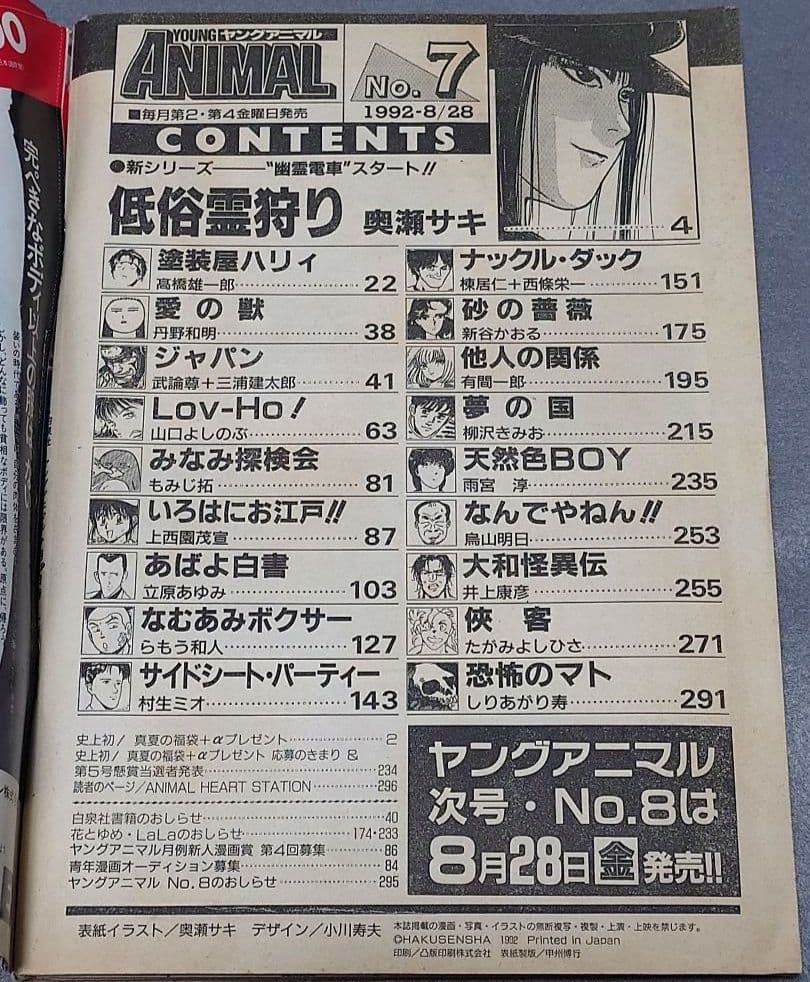 YOUNG ヤングアニマル
ANIMAL
No. 7
■毎月第2・第4金曜日発売
1992-8/28
CONTENTS
●新シリーズ——“幽霊電車”スタート!!
低俗霊狩り 奥瀬サキ
4
塗装屋ハリィ
高橋雄一郎 22
愛の獣
丹野和明 38
ジャパン
武論尊+三浦建太郎 41
Lov-Ho!
山口よしのぶ 63
みなみ探検会
もみじ拓 81
いろはにお江戸!!
上西園茂宣 87
あばよ白書
立原あゆみ 103
なむあみボクサー
らもう和人 127
サイドシート・パーティー
村生ミオ 143
ナックル・ダック
棟居仁+西條栄一 151
砂の薔薇
新谷かおる 175
他人の関係
有間一郎 195
夢の国
柳沢きみお 215
天然色BOY
雨宮 淳 235
なんでやねん!!
鳥山明日 253
大和怪異伝
井上康彦 255
俠客
たがみよしひさ 271
恐怖のマト
しりあがり寿 291
史上初! 真夏の福袋+αプレゼント 2
史上初! 真夏の福袋+αプレゼント 応募のきまり &
第5号懸賞当選者発表 234
読者のページ/ANIMAL HEART STATION 296
白泉社書籍のおしらせ 40
花とゆめ・LaLaのおしらせ 174・233
ヤングアニマル月例新人漫画賞 第4回募集 86
青年漫画オーディション募集 84
ヤングアニマル No.8のおしらせ 295
ヤングアニマル
次号・No.8は
8月28日金発売!!
表紙イラスト/奥瀬サキ デザイン/小川寿夫
本誌掲載の漫画・写真・イラストの無断複写・複製・上演・上映を禁じます。
©HAKUSENSHA 1992 Printed in Japan
印刷/凸版印刷株式会社 表紙製版/甲州博行